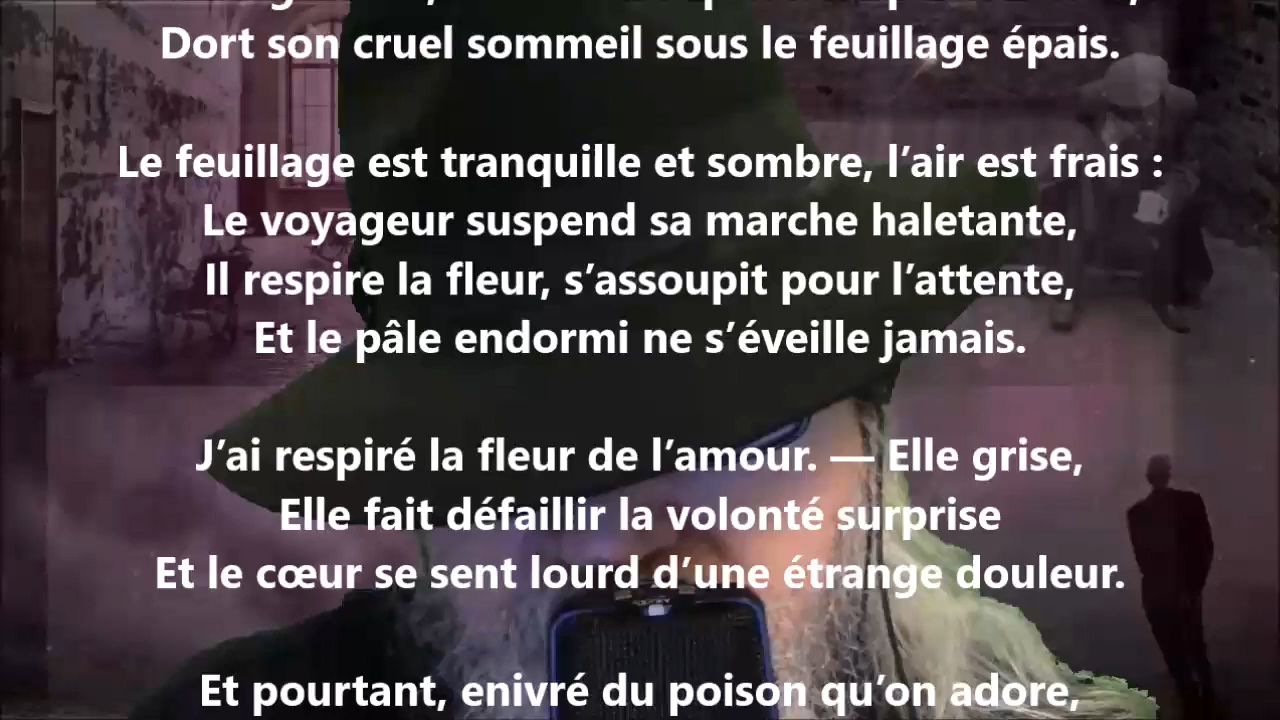 Dort son cruel sommeil sous le feuillage épais.
Le feuillage est tranquille et sombre, l’air est frais :
Le voyageur suspend sa marche haletante,
Il respire la fleur, s’assoupit pour l’attente,
Et le pâle endormi ne s’éveille jamais.
J’ai respiré la fleur de l’amour. — Elle grise,
Elle fait défaillir la volonté surprise
Et le cœur se sent lourd d’une étrange douleur.
Et pourtant, enivré du poison qu’on adore,